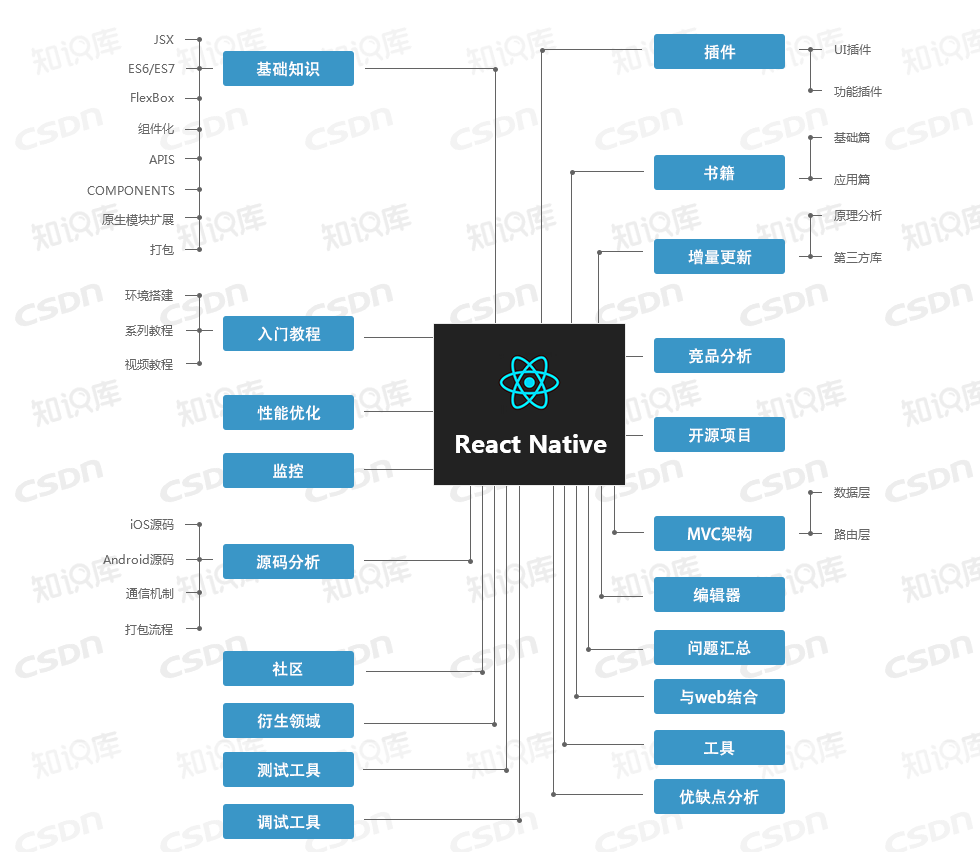 JSX
ES6/ES7
FlexBox
组件化
APIS
COMPONENTS
原生模块扩展
打包
基础知识
环境搭建
系列教程
视频教程
入门教程
性能优化
监控
iOS源码
Android源码
通信机制
打包流程
源码分析
社区
衍生领域
测试工具
调试工具
React Native
插件
UI插件
功能插件
书籍
基础篇
应用篇
增量更新
原理分析
第三方库
竞品分析
开源项目
MVC架构
数据层
路由层
编辑器
问题汇总
与web结合
工具
优缺点分析
知识库
CSDN